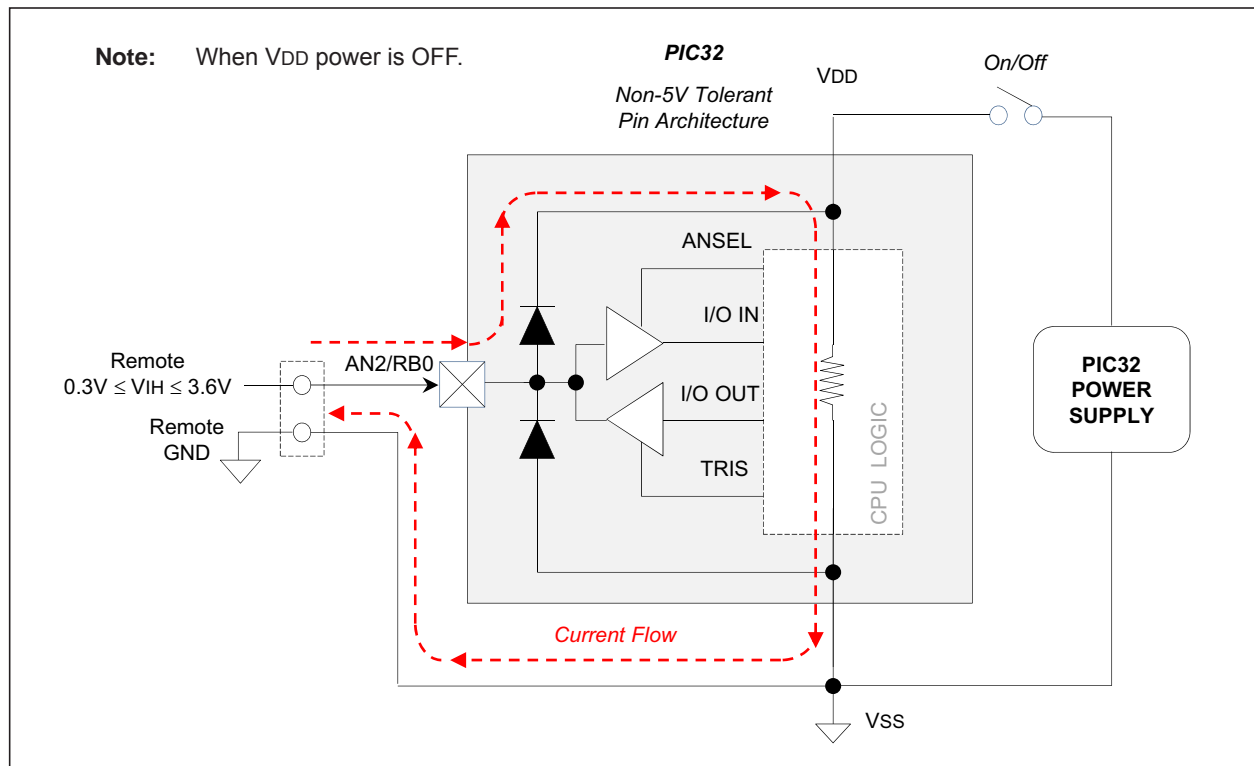 Note: When VDD power is OFF.
PIC32
Non-5V Tolerant
Pin Architecture
VDD
On/Off
ANSEL
I/O IN
AN2/RB0
I/O OUT
TRIS
CPU LOGIC
Remote
0.3V ≤ VIH ≤ 3.6V
Remote
GND
PIC32
POWER
SUPPLY
Current Flow
VSS